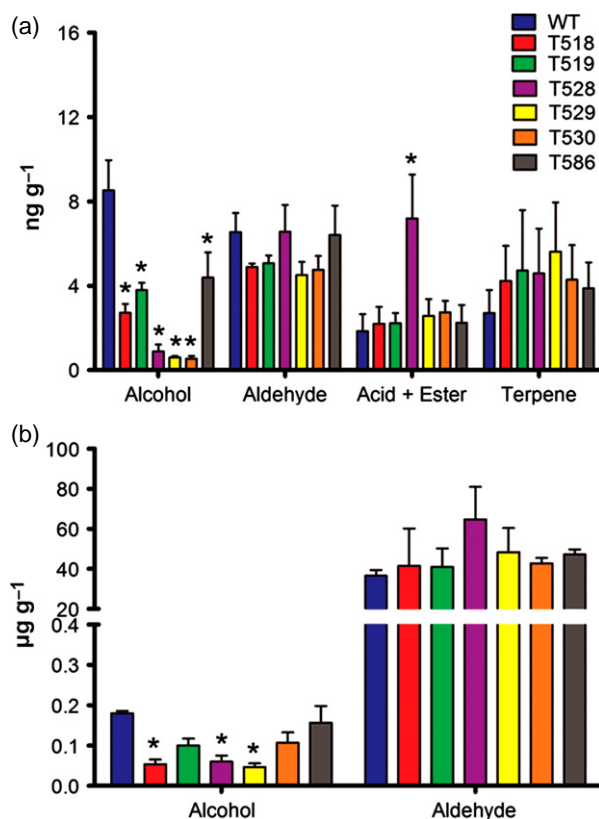 (a)
16
12
8
4
0
ng g⁻¹
WT
T518
T519
T528
T529
T530
T586
* * * ** * *
Alcohol Aldehyde Acid + Ester Terpene
(b)
100
80
60
40
20
0.4
0.3
0.2
0.1
0.0
µg g⁻¹
* * *
Alcohol Aldehyde